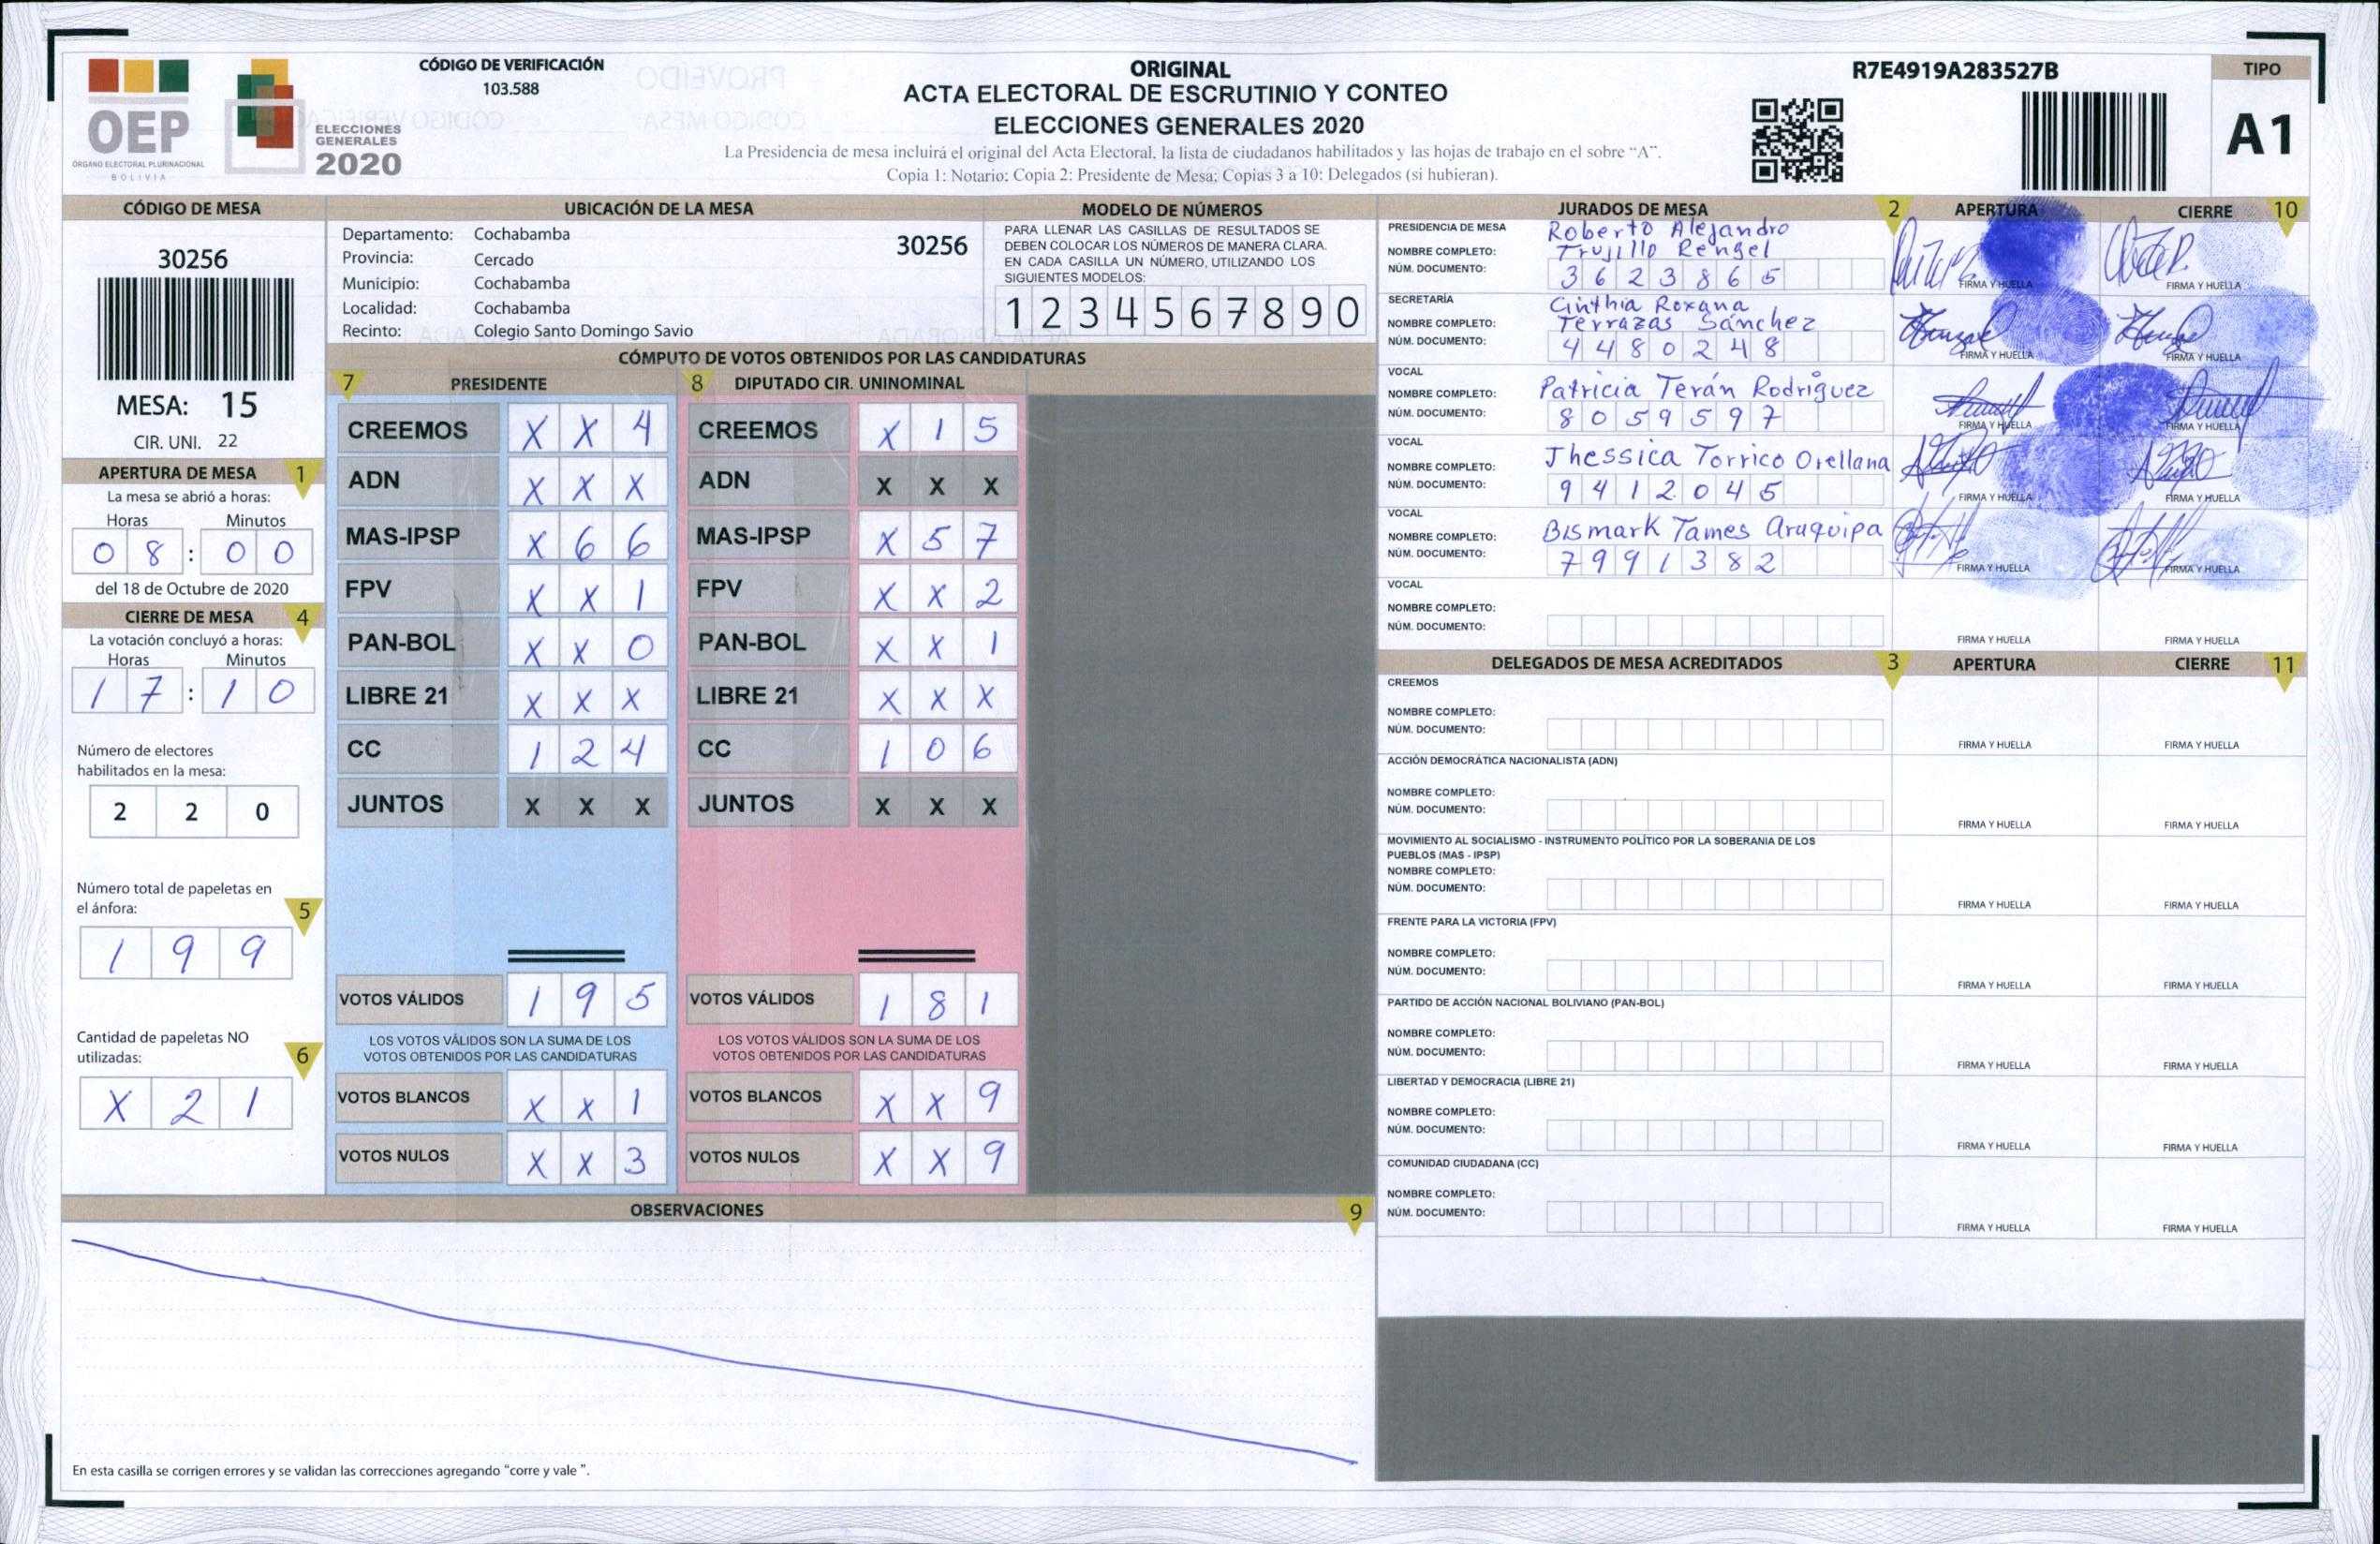 OEP
ÓRGANO ELECTORAL PLURINACIONAL
BOLIVIA
ELECCIONES
GENERALES
2020
CÓDIGO DE VERIFICACIÓN
103.588
ORIGINAL
ACTA ELECTORAL DE ESCRUTINIO Y CONTEO
ELECCIONES GENERALES 2020
La Presidencia de mesa incluirá el original del Acta Electoral, la lista de ciudadanos habilitados y las hojas de trabajo en el sobre “A”.
Copia 1: Notario; Copia 2: Presidente de Mesa; Copias 3 a 10: Delegados (si hubieran).
R7E4919A283527B
TIPO
A1
CÓDIGO DE MESA
30256
MESA: 15
CIR. UNI. 22
APERTURA DE MESA 1
La mesa se abrió a horas:
Horas Minutos
0 8 : 0 0
del 18 de Octubre de 2020
CIERRE DE MESA 4
La votación concluyó a horas:
Horas Minutos
1 7 : 1 0
Número de electores
habilitados en la mesa:
2 2 0
Número total de papeletas en
el ánfora: 5
1 9 9
Cantidad de papeletas NO
utilizadas: 6
X 2 1
UBICACIÓN DE LA MESA
Departamento: Cochabamba 30256
Provincia: Cercado
Municipio: Cochabamba
Localidad: Cochabamba
Recinto: Colegio Santo Domingo Savio
MODELO DE NÚMEROS
PARA LLENAR LAS CASILLAS DE RESULTADOS SE
DEBEN COLOCAR LOS NÚMEROS DE MANERA CLARA.
EN CADA CASILLA UN NÚMERO, UTILIZANDO LOS
SIGUIENTES MODELOS:
1 2 3 4 5 6 7 8 9 0
CÓMPUTO DE VOTOS OBTENIDOS POR LAS CANDIDATURAS
7 PRESIDENTE
CREEMOS X X 4
ADN X X X
MAS-IPSP X 6 6
FPV X X 1
PAN-BOL X X 0
LIBRE 21 X X X
CC 1 2 4
JUNTOS X X X
VOTOS VÁLIDOS 1 9 5
LOS VOTOS VÁLIDOS SON LA SUMA DE LOS
VOTOS OBTENIDOS POR LAS CANDIDATURAS
VOTOS BLANCOS X X 1
VOTOS NULOS X X 3
8 DIPUTADO CIR. UNINOMINAL
CREEMOS X 1 5
ADN X X X
MAS-IPSP X 5 7
FPV X X 2
PAN-BOL X X 1
LIBRE 21 X X X
CC 1 0 6
JUNTOS X X X
VOTOS VÁLIDOS 1 8 1
LOS VOTOS VÁLIDOS SON LA SUMA DE LOS
VOTOS OBTENIDOS POR LAS CANDIDATURAS
VOTOS BLANCOS X X 9
VOTOS NULOS X X 9
OBSERVACIONES 9
En esta casilla se corrigen errores y se validan las correcciones agregando “corre y vale ”.
JURADOS DE MESA 2 APERTURA CIERRE 10
PRESIDENCIA DE MESA Roberto Alejandro
NOMBRE COMPLETO: Trujillo Rengel
NÚM. DOCUMENTO: 3 6 2 3 8 6 5
FIRMA Y HUELLA FIRMA Y HUELLA
SECRETARÍA Cinthia Roxana
NOMBRE COMPLETO: Terrazas Sánchez
NÚM. DOCUMENTO: 4 4 8 0 2 4 8
FIRMA Y HUELLA FIRMA Y HUELLA
VOCAL
NOMBRE COMPLETO: Patricia Terán Rodriguez
NÚM. DOCUMENTO: 8 0 5 9 5 9 7
FIRMA Y HUELLA FIRMA Y HUELLA
VOCAL
NOMBRE COMPLETO: Jhessica Torrico Orellana
NÚM. DOCUMENTO: 9 4 1 2 0 4 5
FIRMA Y HUELLA FIRMA Y HUELLA
VOCAL
NOMBRE COMPLETO: Bismark Tames Araquipa
NÚM. DOCUMENTO: 7 9 9 1 3 8 2
FIRMA Y HUELLA FIRMA Y HUELLA
VOCAL
NOMBRE COMPLETO:
NÚM. DOCUMENTO:
FIRMA Y HUELLA FIRMA Y HUELLA
DELEGADOS DE MESA ACREDITADOS 3 APERTURA CIERRE 11
CREEMOS
NOMBRE COMPLETO:
NÚM. DOCUMENTO:
FIRMA Y HUELLA FIRMA Y HUELLA
ACCIÓN DEMOCRÁTICA NACIONALISTA (ADN)
NOMBRE COMPLETO:
NÚM. DOCUMENTO:
FIRMA Y HUELLA FIRMA Y HUELLA
MOVIMIENTO AL SOCIALISMO - INSTRUMENTO POLÍTICO POR LA SOBERANIA DE LOS
PUEBLOS (MAS - IPSP)
NOMBRE COMPLETO:
NÚM. DOCUMENTO:
FIRMA Y HUELLA FIRMA Y HUELLA
FRENTE PARA LA VICTORIA (FPV)
NOMBRE COMPLETO:
NÚM. DOCUMENTO:
FIRMA Y HUELLA FIRMA Y HUELLA
PARTIDO DE ACCIÓN NACIONAL BOLIVIANO (PAN-BOL)
NOMBRE COMPLETO:
NÚM. DOCUMENTO:
FIRMA Y HUELLA FIRMA Y HUELLA
LIBERTAD Y DEMOCRACIA (LIBRE 21)
NOMBRE COMPLETO:
NÚM. DOCUMENTO:
FIRMA Y HUELLA FIRMA Y HUELLA
COMUNIDAD CIUDADANA (CC)
NOMBRE COMPLETO:
NÚM. DOCUMENTO:
FIRMA Y HUELLA FIRMA Y HUELLA